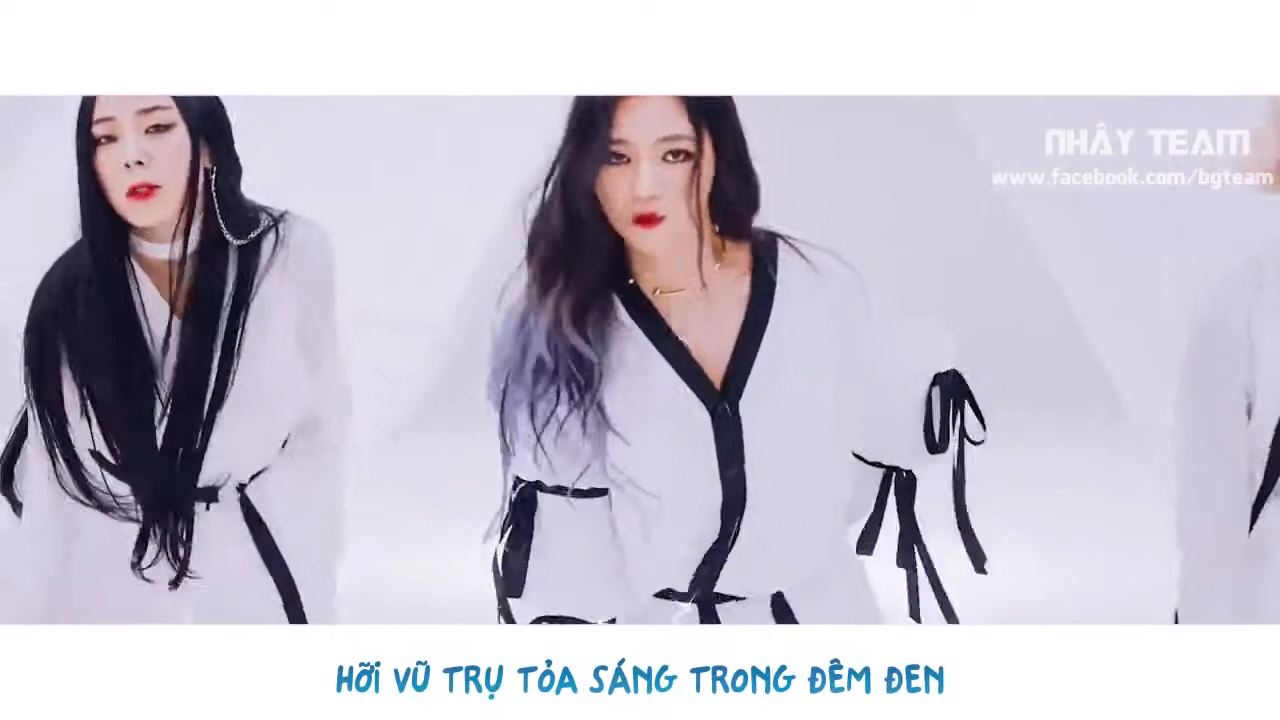 NHÂY TEAM
www.facebook.com/bgteam
HỠI VŨ TRỤ TỎA SÁNG TRONG ĐÊM ĐEN